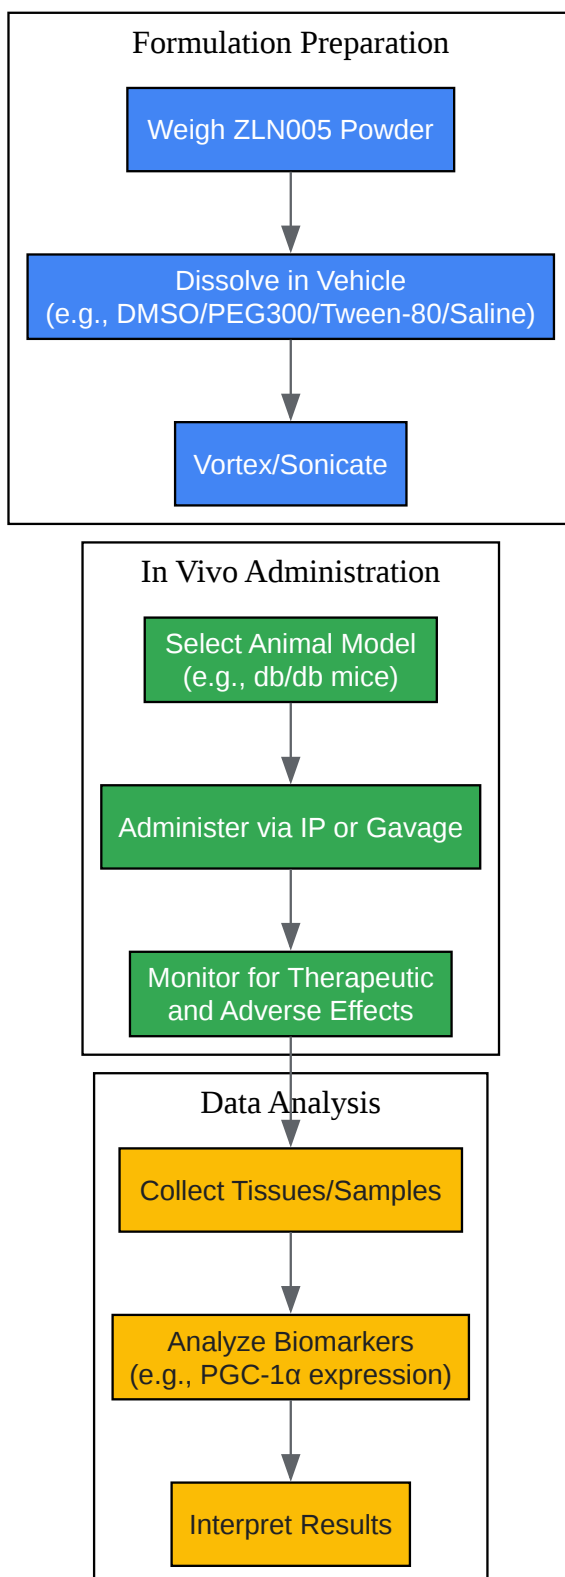 Formulation Preparation
Weigh ZLN005 Powder
Dissolve in Vehicle
(e.g., DMSO/PEG300/Tween-80/Saline)
Vortex/Sonicate
In Vivo Administration
Select Animal Model
(e.g., db/db mice)
Administer via IP or Gavage
Monitor for Therapeutic
and Adverse Effects
Data Analysis
Collect Tissues/Samples
Analyze Biomarkers
(e.g., PGC-1α expression)
Interpret Results